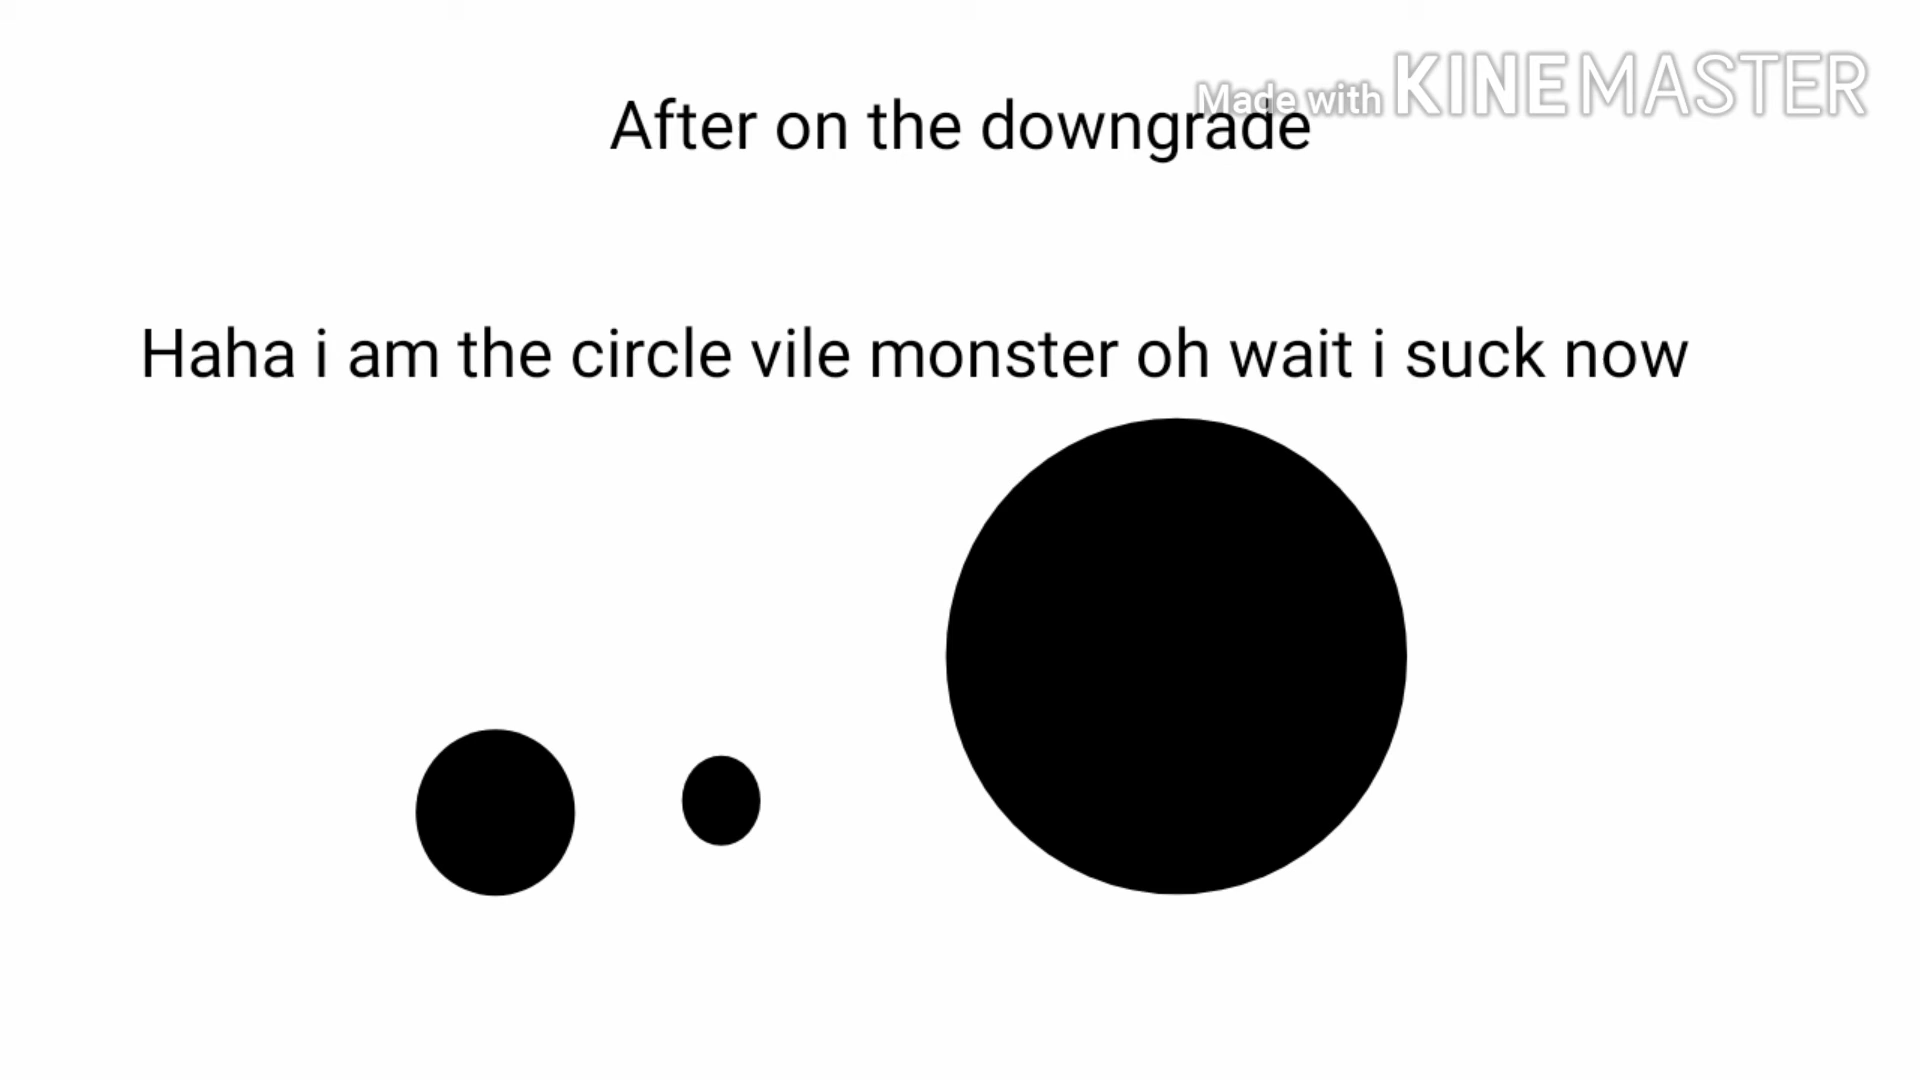 Made with KINEMASTER
After on the downgrade
Haha i am the circle vile monster oh wait i suck now